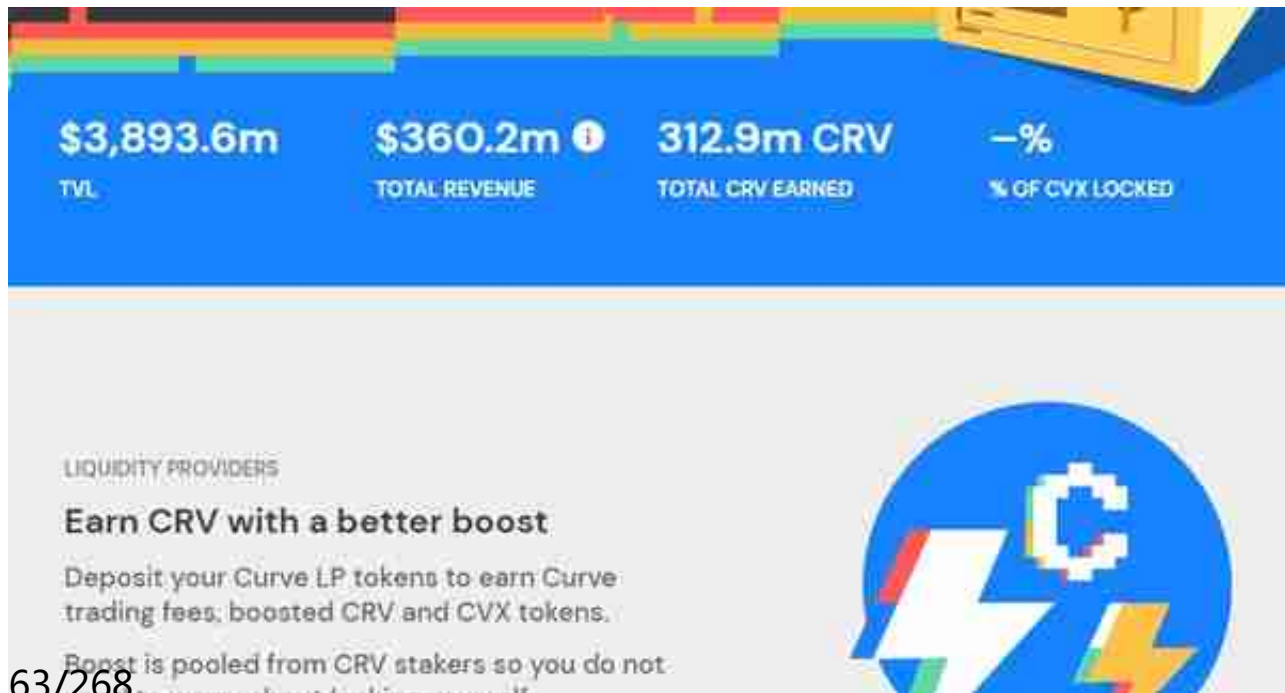 $3,893.6m
TVL
$360.2m
TOTAL REVENUE
312.9m CRV
TOTAL CRV EARNED
–%
% OF CVX LOCKED
LIQUIDITY PROVIDERS
Earn CRV with a better boost
Deposit your Curve LP tokens to earn Curve
trading fees, boosted CRV and CVX tokens.
Boost is pooled from CRV stakers so you do not
63/268